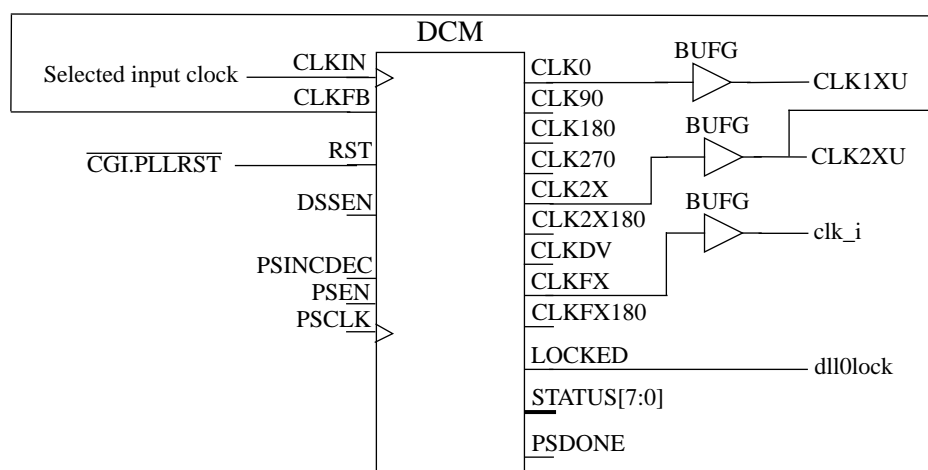 DCM
Selected input clock
CLKIN
CLKFB
CGI.PLLRST
RST
DSSEN
PSINCDEC
PSEN
PSCLK
CLK0
CLK90
CLK180
CLK270
CLK2X
CLK2X180
CLKDV
CLKFX
CLKFX180
LOCKED
STATUS[7:0]
PSDONE
BUFG
CLK1XU
BUFG
CLK2XU
BUFG
clk_i
dll0lock